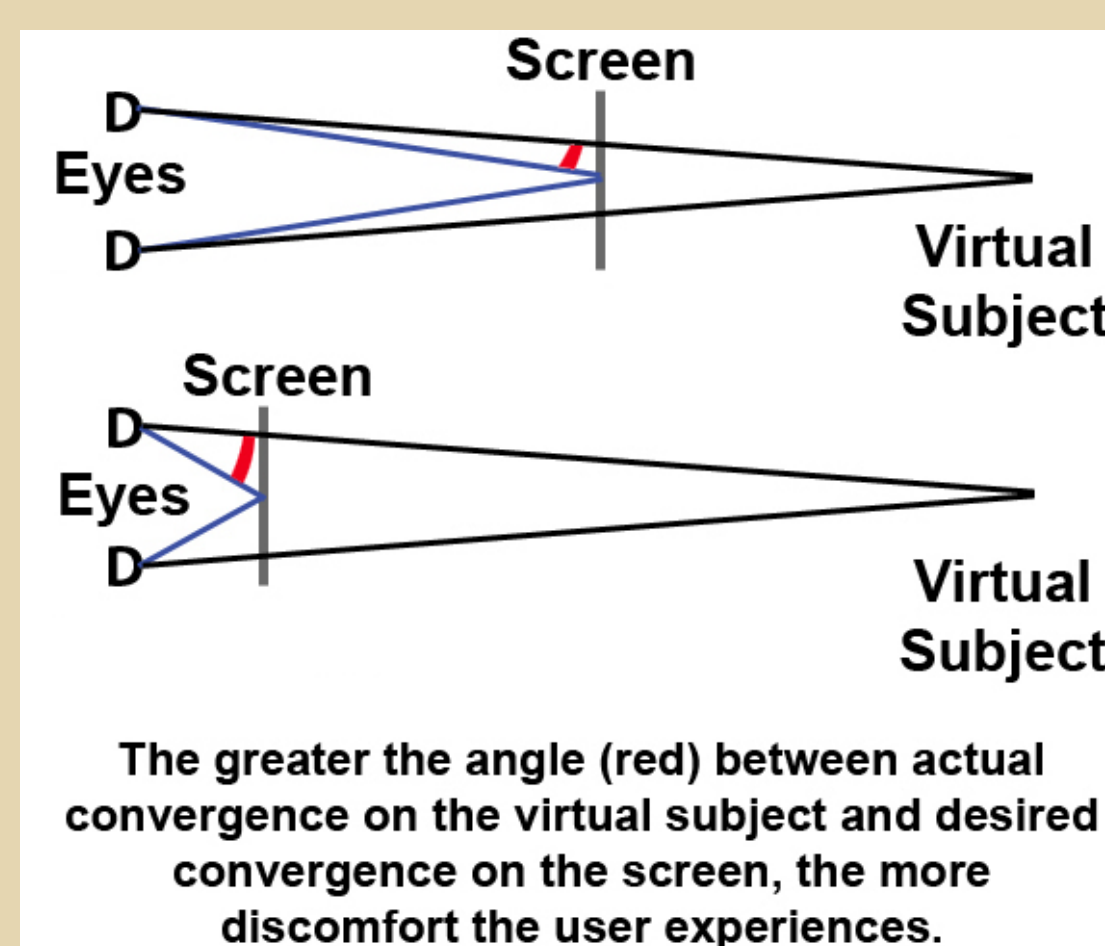 Screen
D
Eyes
D
Virtual
Subject
Screen
D
Eyes
D
Virtual
Subject
The greater the angle (red) between actual
convergence on the virtual subject and desired
convergence on the screen, the more
discomfort the user experiences.